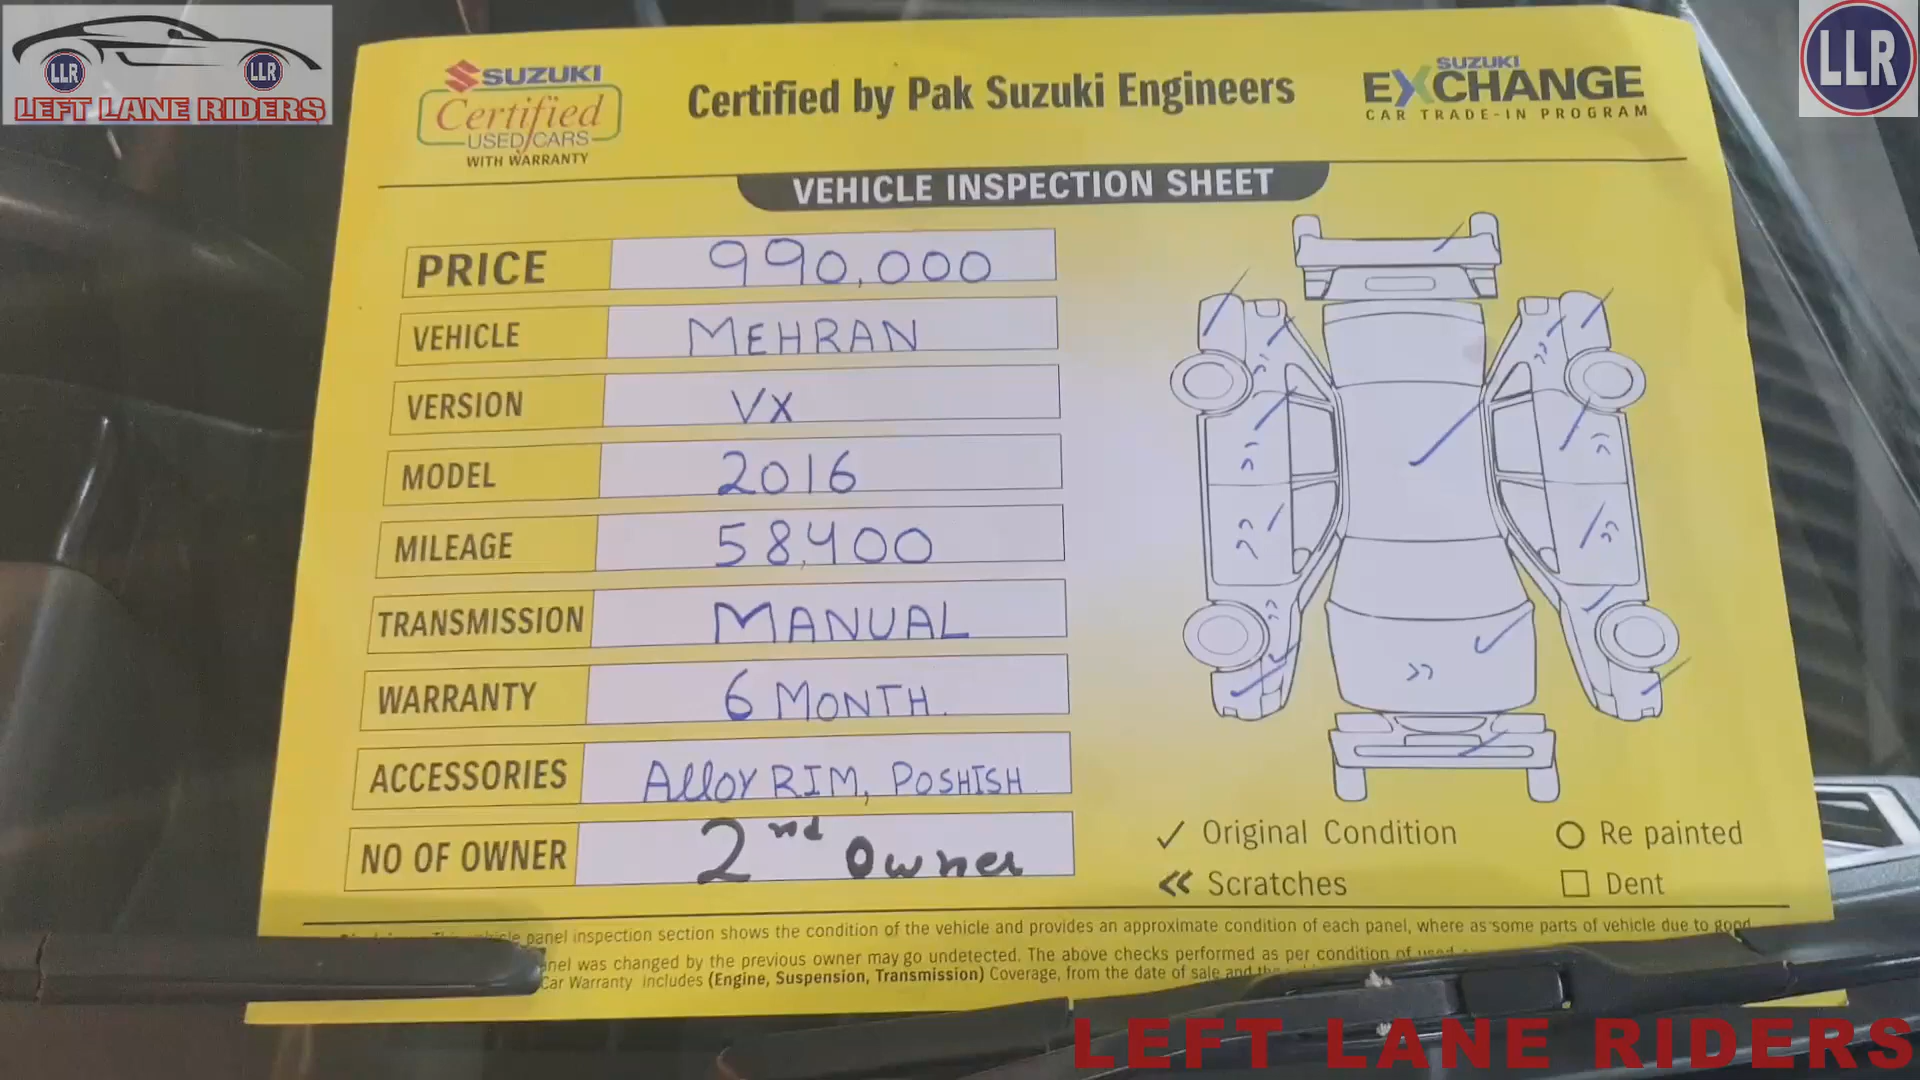 LLR LLR
LEFT LANE RIDERS
LLR
SUZUKI
Certified
USED CARS
WITH WARRANTY
Certified by Pak Suzuki Engineers
SUZUKI
EXCHANGE
CAR TRADE-IN PROGRAM
VEHICLE INSPECTION SHEET
PRICE 990,000
VEHICLE MEHRAN
VERSION VX
MODEL 2016
MILEAGE 58,400
TRANSMISSION MANUAL
WARRANTY 6 MONTH.
ACCESSORIES Alloy RIM, POSHISH
NO OF OWNER 2nd Owner
✓ Original Condition ○ Re painted
« Scratches □ Dent
panel inspection section shows the condition of the vehicle and provides an approximate condition of each panel, where as some parts of vehicle due to good
was changed by the previous owner may go undetected. The above checks performed as per condition of
Car Warranty includes (Engine, Suspension, Transmission) Coverage, from the date of sale and
LEFT LANE RIDERS